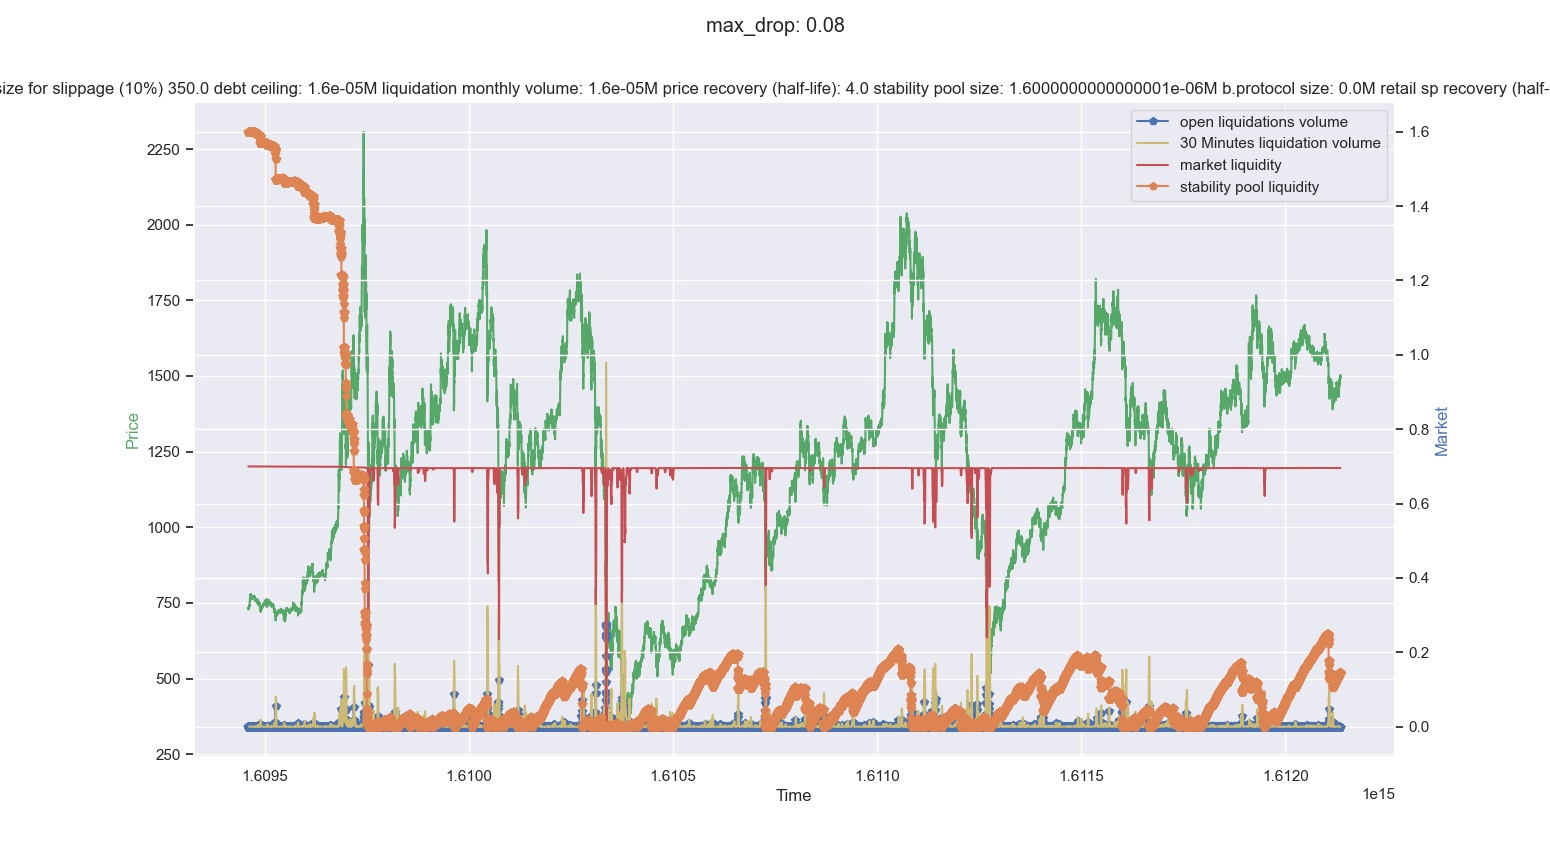 max_drop: 0.08
size for slippage (10%) 350.0 debt ceiling: 1.6e-05M liquidation monthly volume: 1.6e-05M price recovery (half-life): 4.0 stability pool size: 1.6000000000000001e-06M b.protocol size: 0.0M retail sp recovery (half-
open liquidations volume
30 Minutes liquidation volume
market liquidity
stability pool liquidity
2250
2000
1750
1500
1250
1000
750
500
250
Price
1.6
1.4
1.2
1.0
0.8
0.6
0.4
0.2
0.0
Market
1.6095
1.6100
1.6105
1.6110
1.6115
1.6120
Time
1e15